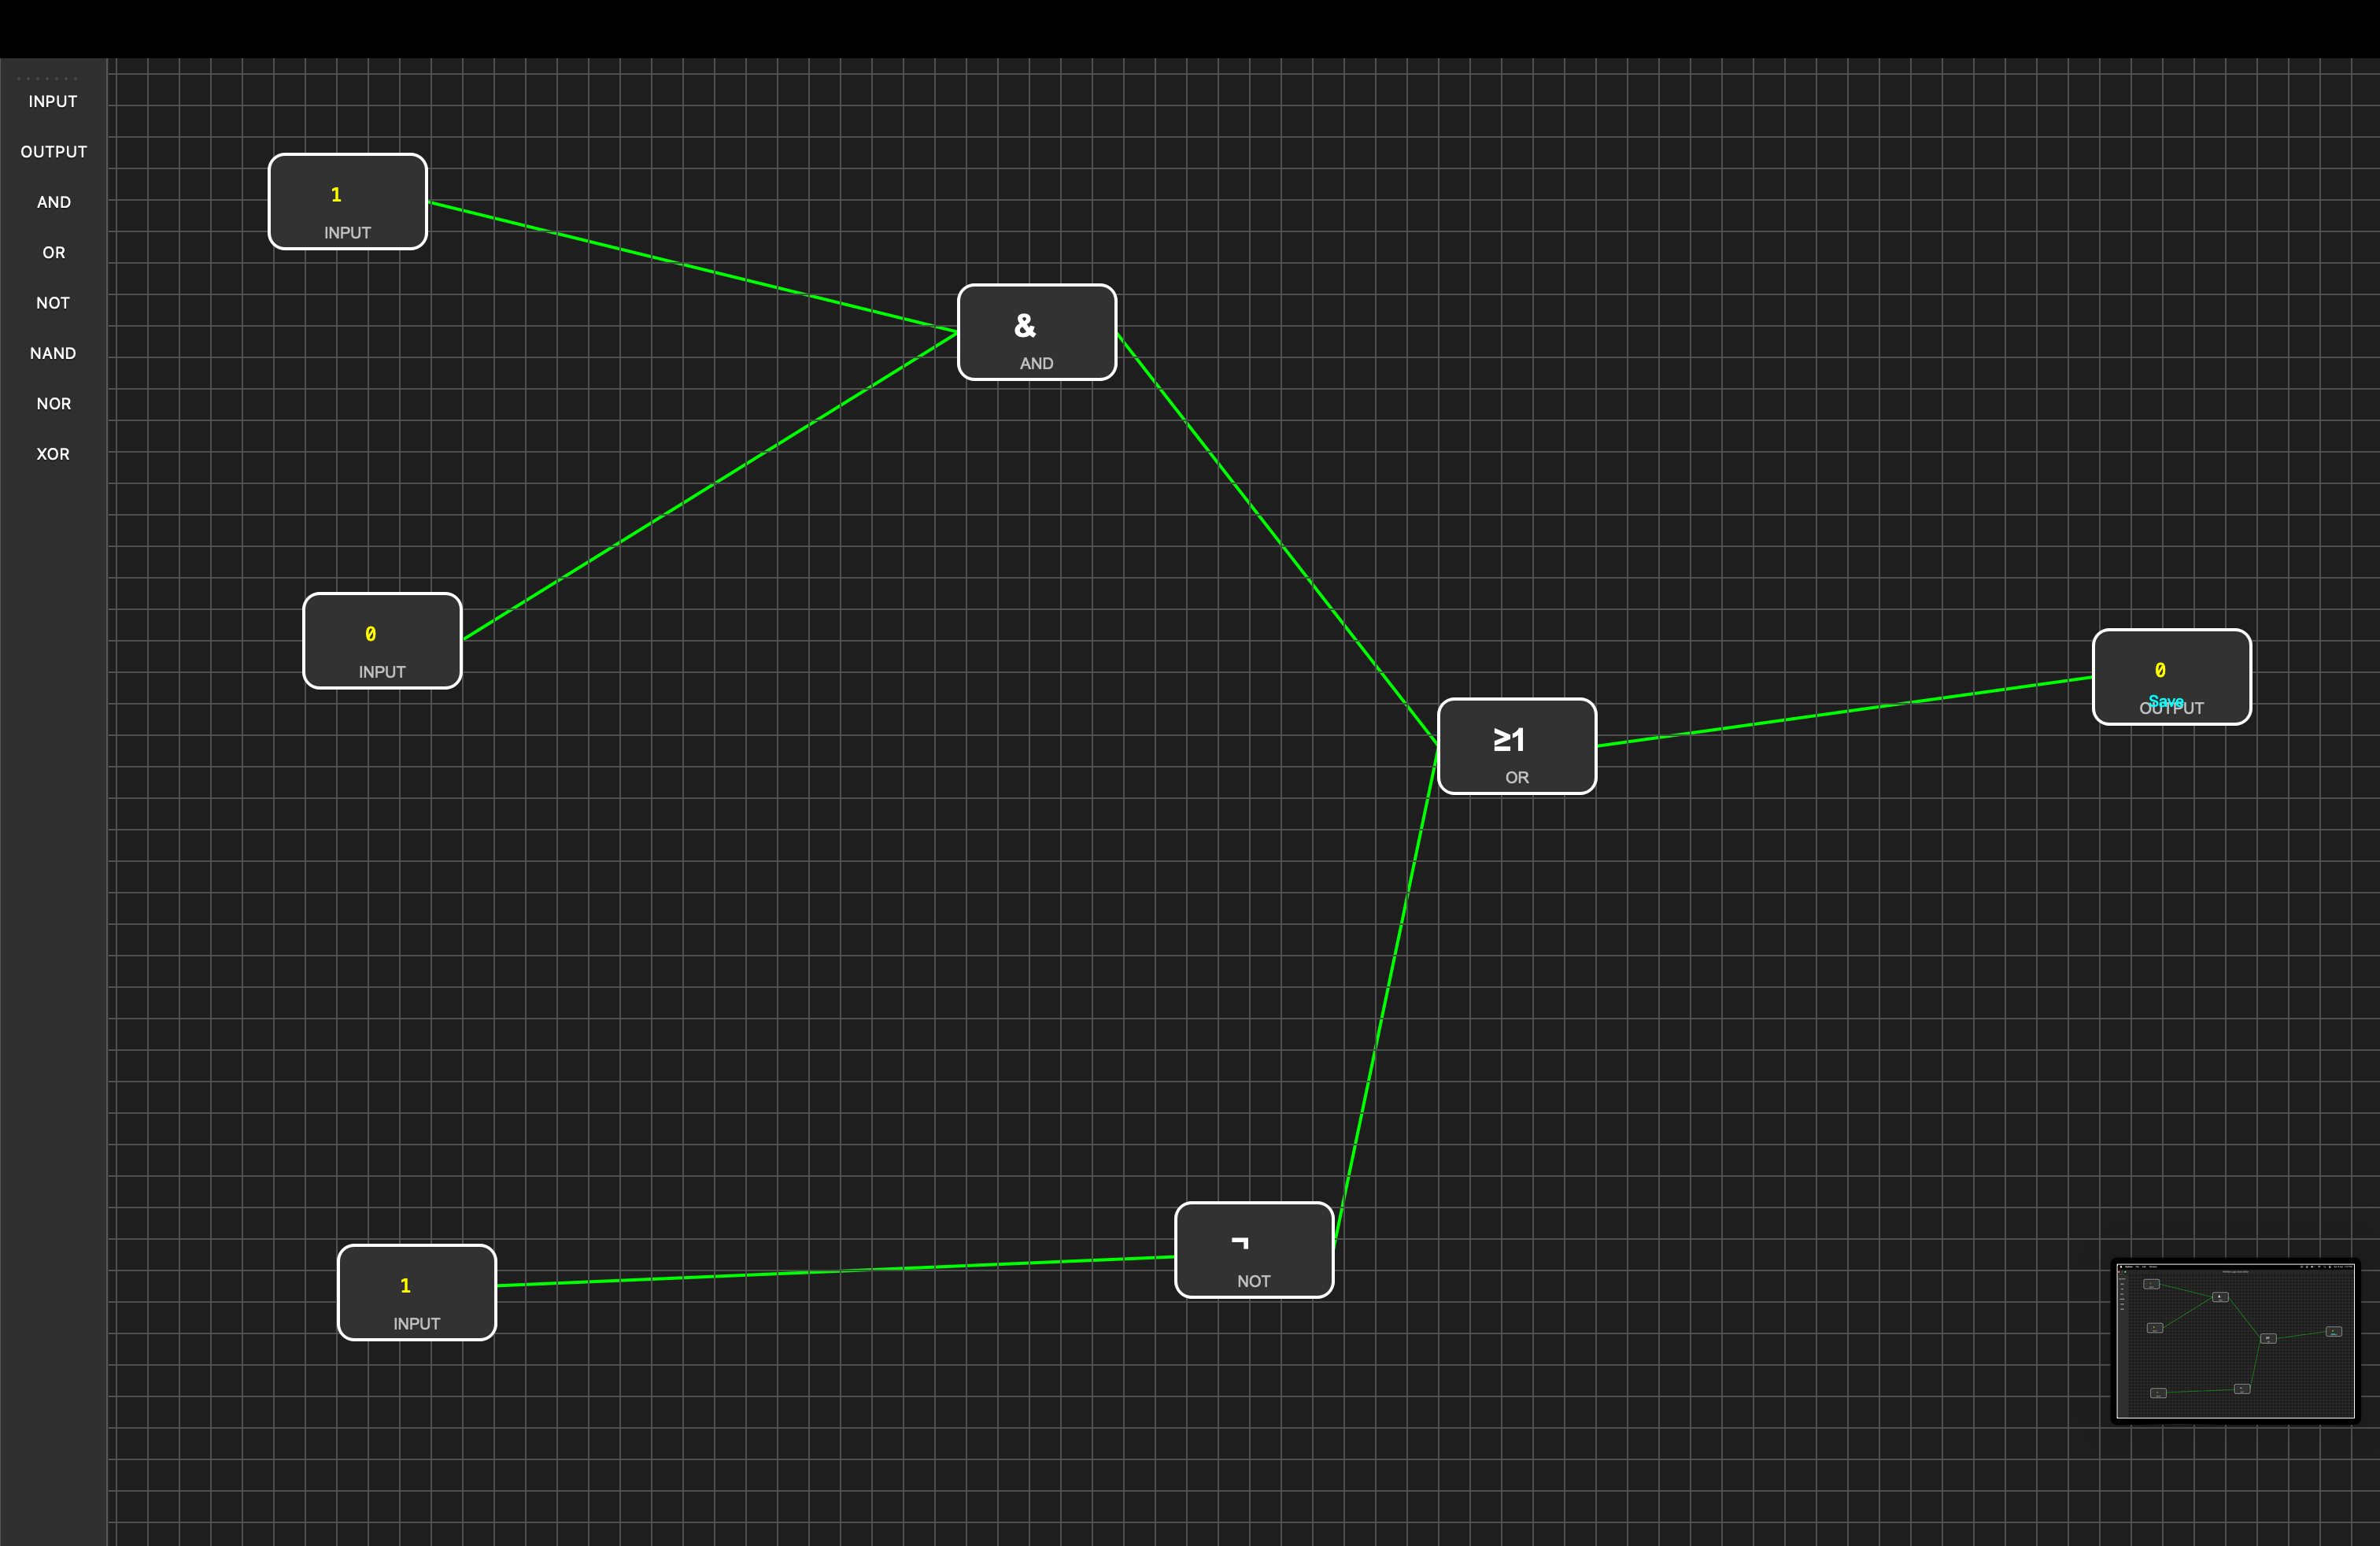 INPUT
OUTPUT
AND
OR
NOT
NAND
NOR
XOR
1
INPUT
&
AND
0
INPUT
≥1
OR
0
Save
OUTPUT
¬
NOT
1
INPUT